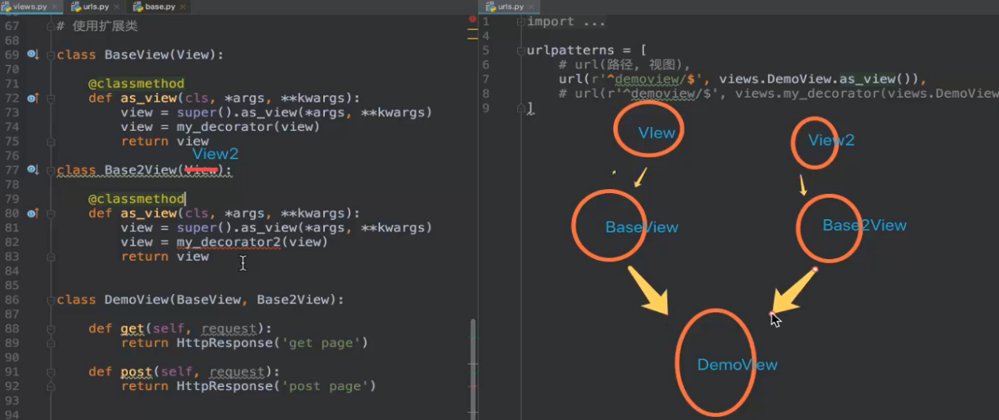 views.py
urls.py
base.py
67 # 使用扩展类
68
69 class BaseView(View):
70
71 @classmethod
72 def as_view(cls, *args, **kwargs):
73 view = super().as_view(*args, **kwargs)
74 view = my_decorator(view)
75 return view
76 View2
77 class Base2View(View):
78
79 @classmethod
80 def as_view(cls, *args, **kwargs):
81 view = super().as_view(*args, **kwargs)
82 view = my_decorator2(view)
83 return view
84
85
86 class DemoView(BaseView, Base2View):
87
88 def get(self, request):
89 return HttpResponse('get page')
90
91 def post(self, request):
92 return HttpResponse('post page')
93
94
urls.py
1 import ...
4
5 urlpatterns = [
6 # url(路径, 视图),
7 url(r'^demoview/$', views.DemoView.as_view()),
8 # url(r'^demoview/$', views.my_decorator(views.DemoView
9 ]
VIew
View2
BaseView
Base2View
DemoView